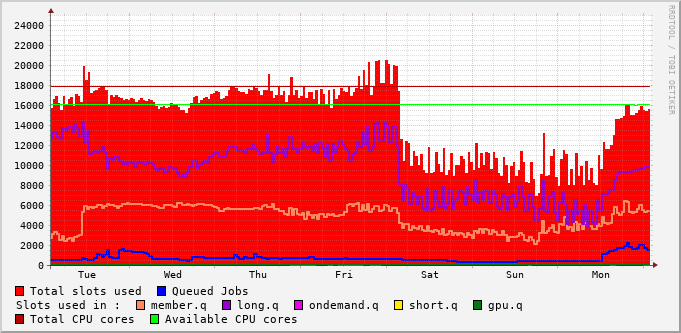 RRDTOOL / TOBI OETIKER
24000
22000
20000
18000
16000
14000
12000
10000
8000
6000
4000
2000
0
Tue Wed Thu Fri Sat Sun Mon
Total slots used Queued Jobs
Slots used in : member.q long.q ondemand.q short.q gpu.q
Total CPU cores Available CPU cores